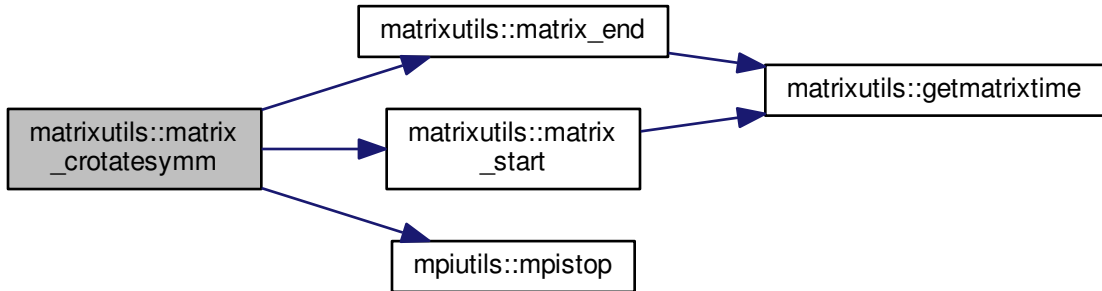 matrixutils::matrix_end
matrixutils::getmatrixtime
matrixutils::matrix
_crotatesymm
matrixutils::matrix
_start
mpiutils::mpistop